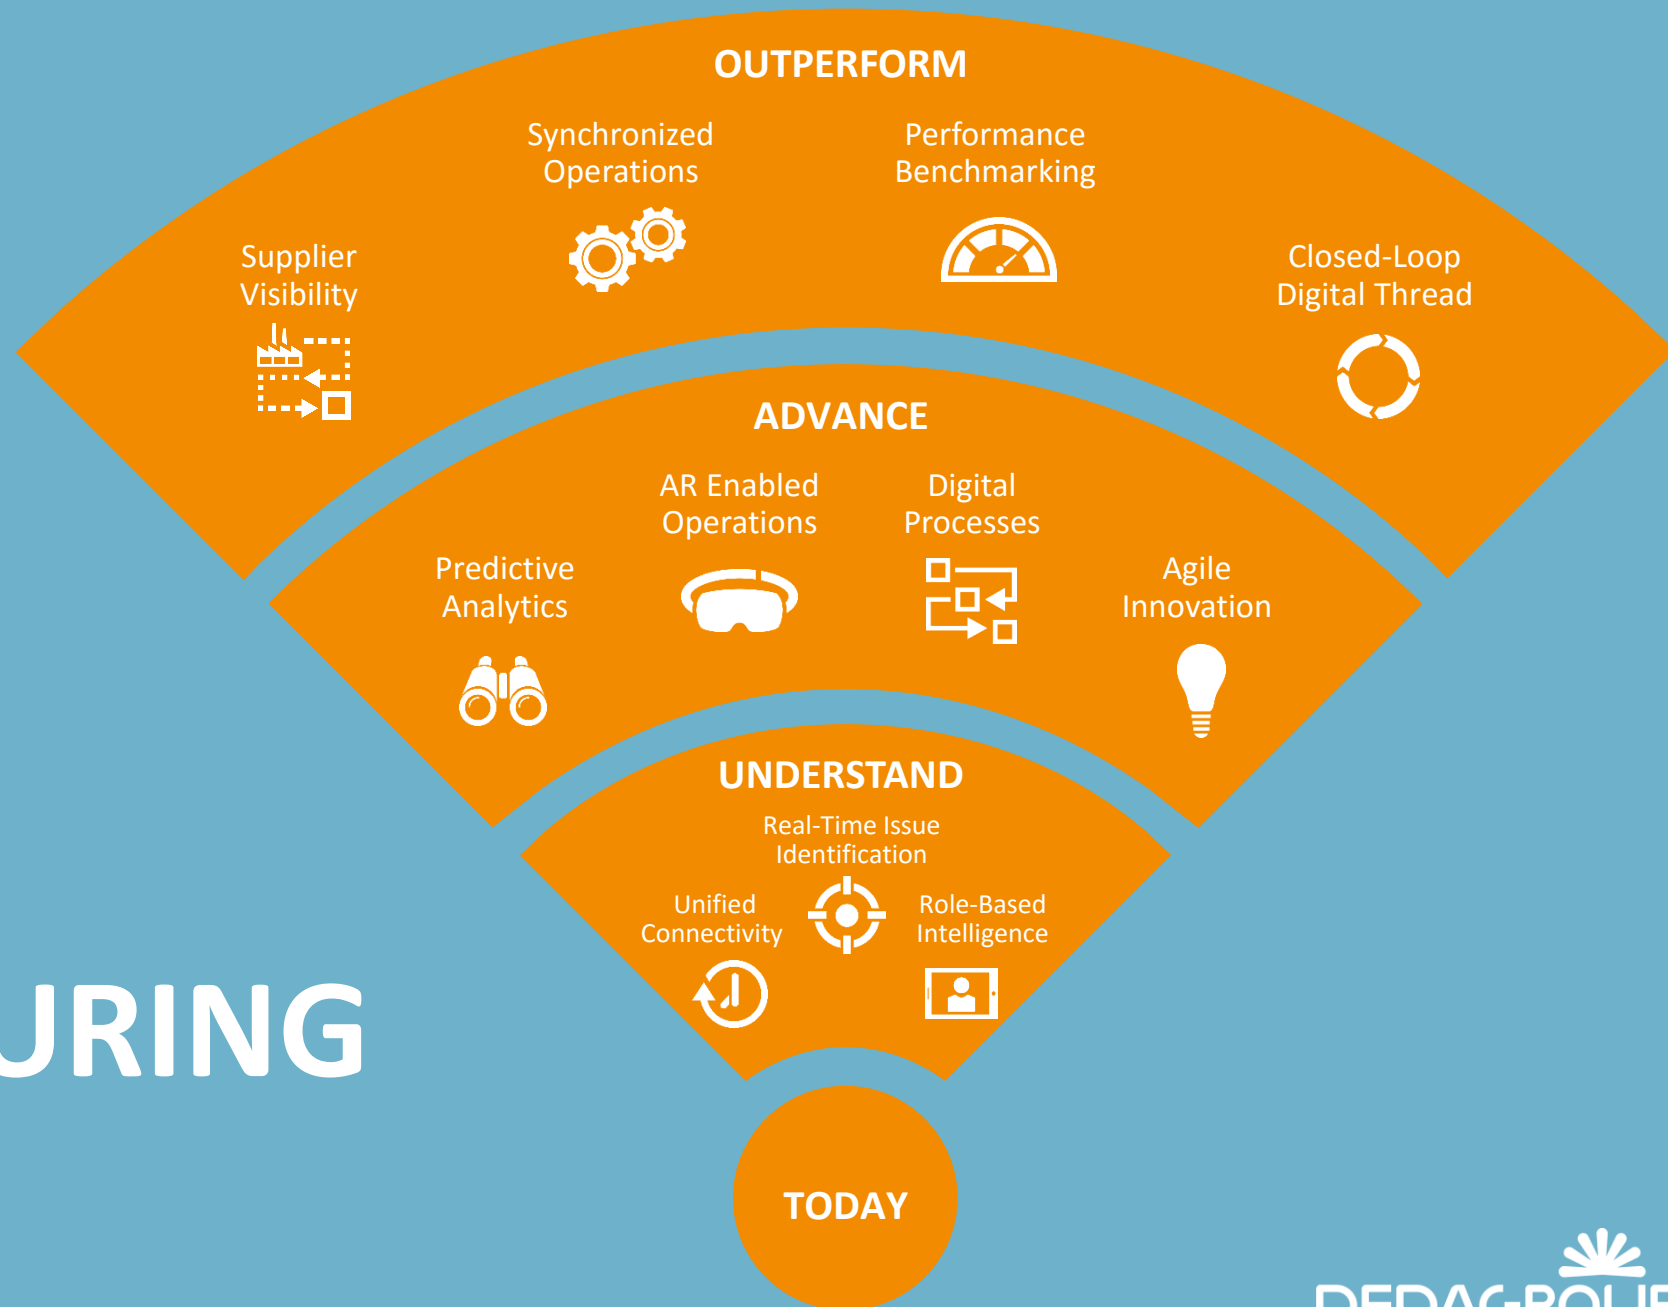 OUTPERFORM
Synchronized
Operations
Performance
Benchmarking
Supplier
Visibility
Closed-Loop
Digital Thread
ADVANCE
AR Enabled
Operations
Digital
Processes
Predictive
Analytics
Agile
Innovation
UNDERSTAND
Real-Time Issue
Identification
Unified
Connectivity
Role-Based
Intelligence
URING
TODAY